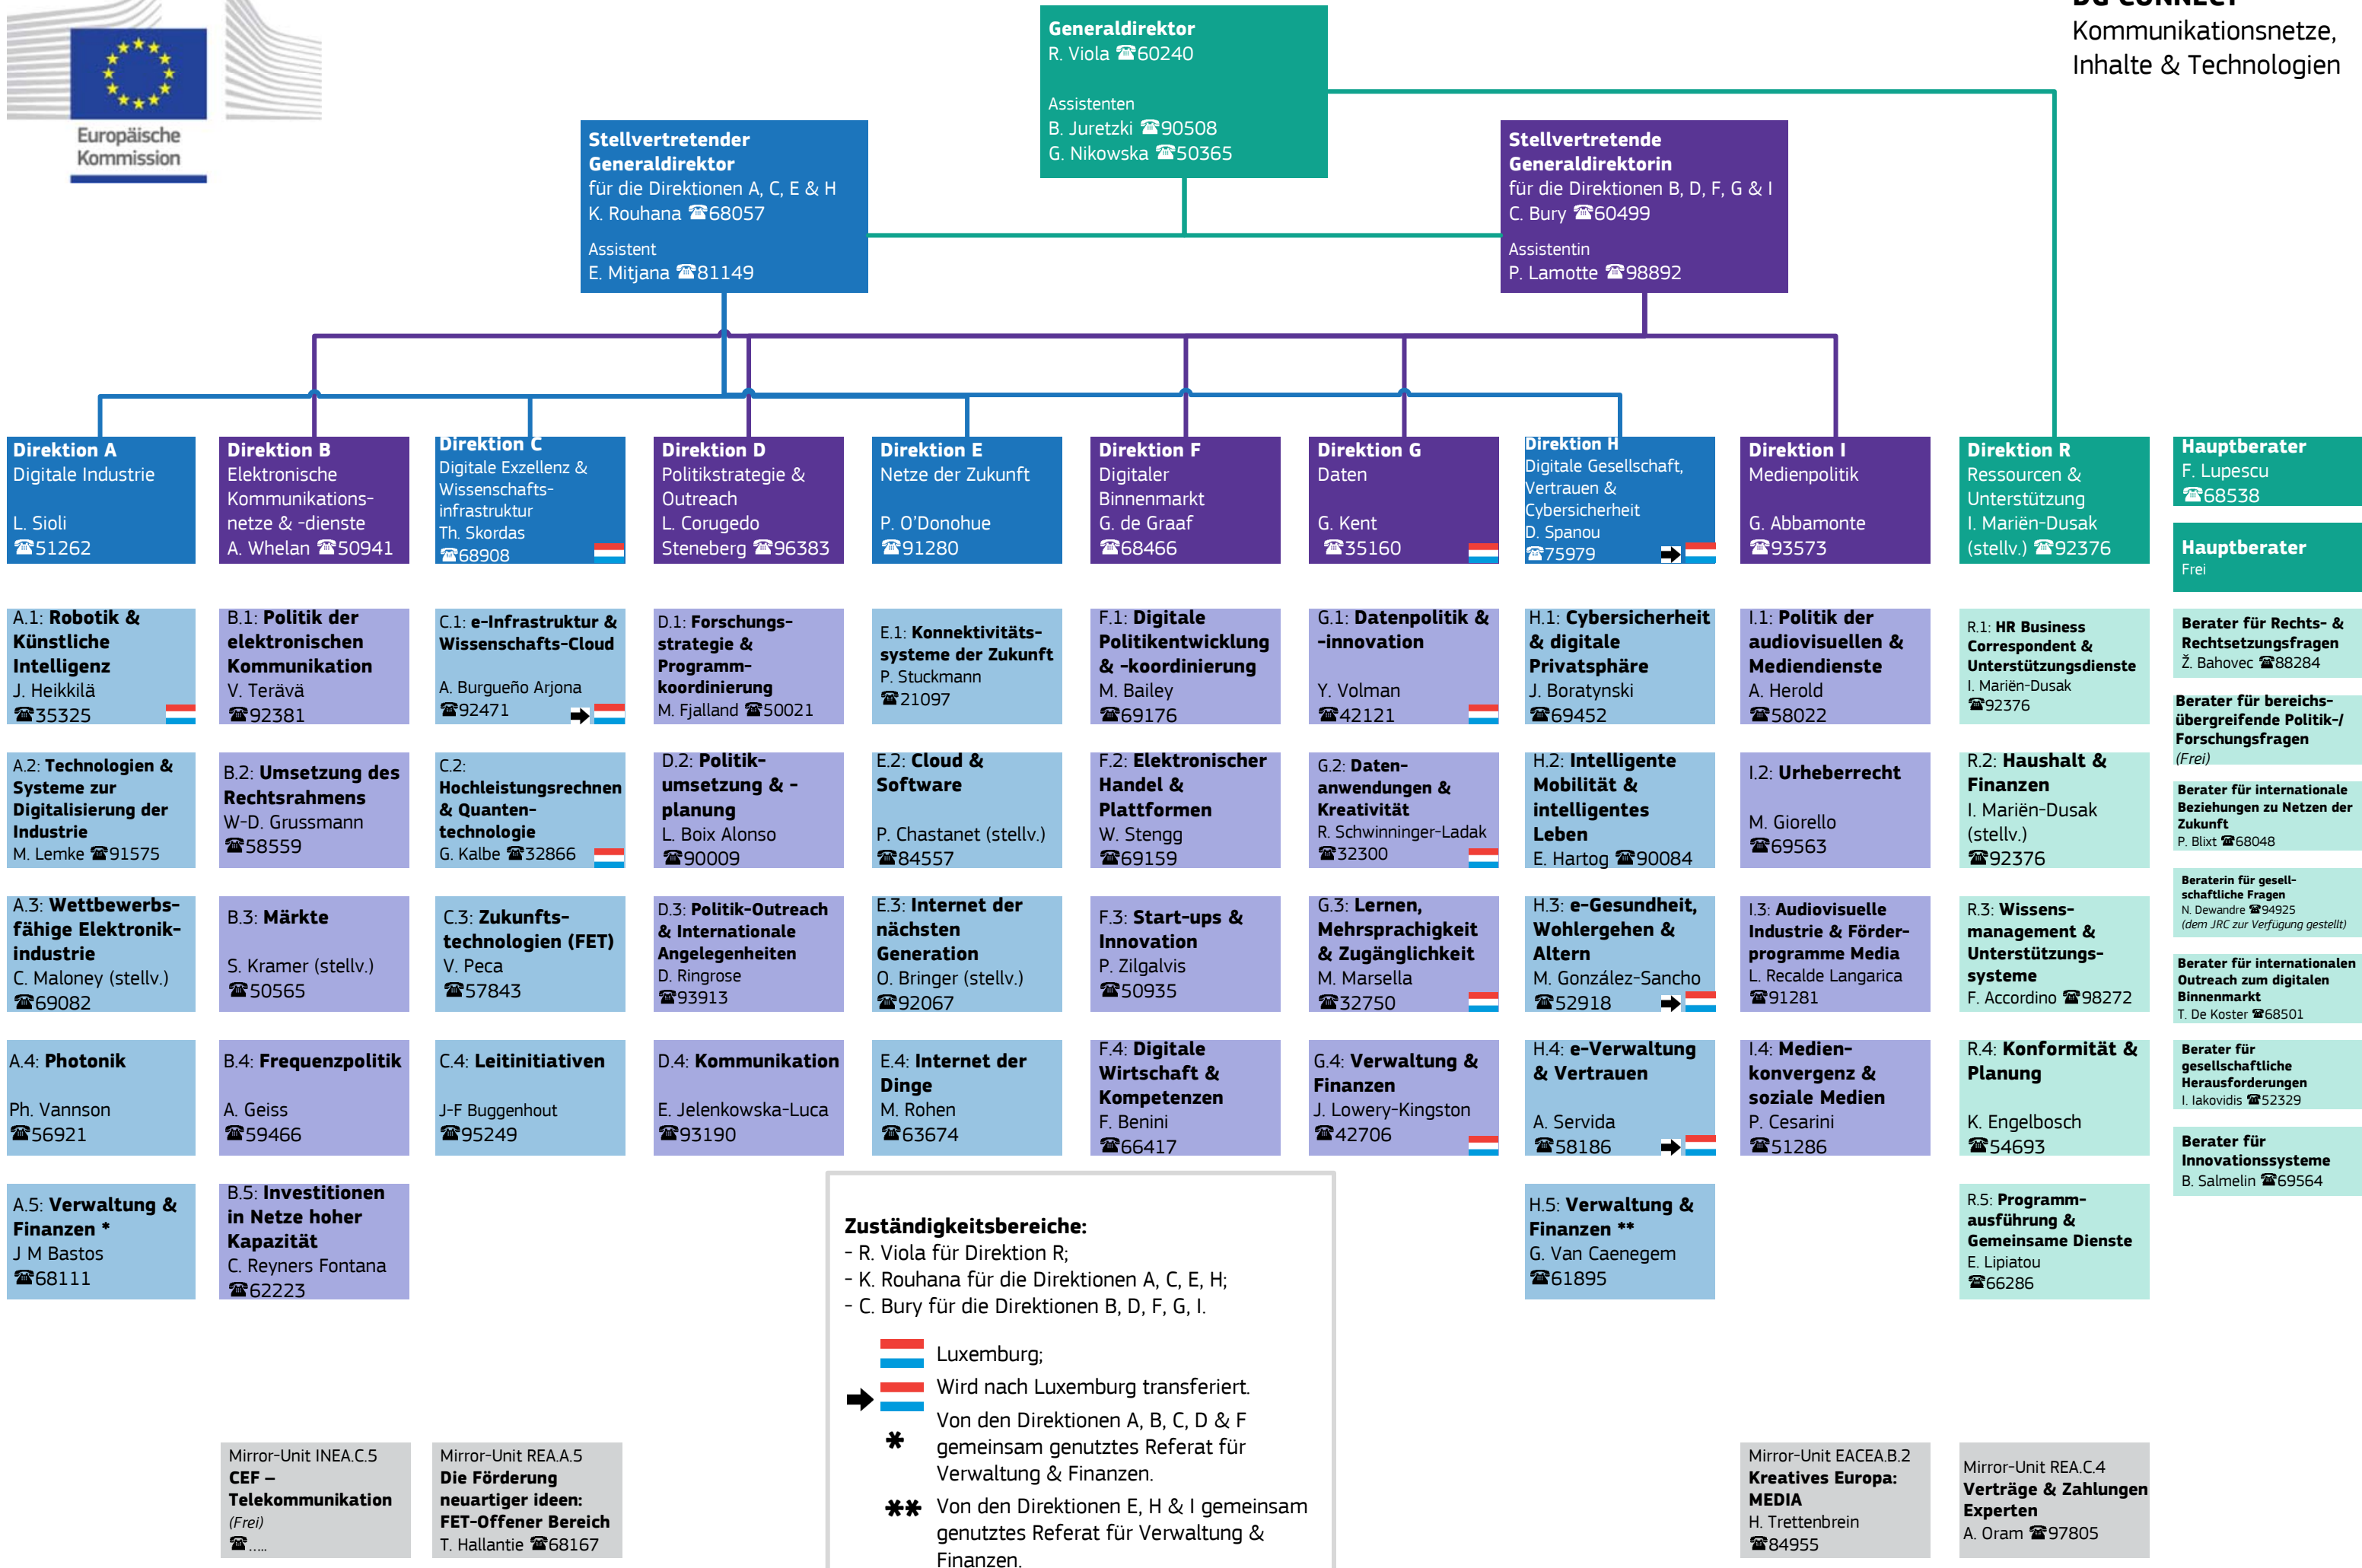 Europäische
Kommission
DG CONNECT
Kommunikationsnetze,
Inhalte & Technologien
Generaldirektor
R. Viola ☎60240
Assistenten
B. Juretzki ☎90508
G. Nikowska ☎50365
Stellvertretender
Generaldirektor
für die Direktionen A, C, E & H
K. Rouhana ☎68057
Assistent
E. Mitjana ☎81149
Stellvertretende
Generaldirektorin
für die Direktionen B, D, F, G & I
C. Bury ☎60499
Assistentin
P. Lamotte ☎98892
Direktion A
Digitale Industrie
L. Sioli
☎51262
Direktion B
Elektronische
Kommunikations-
netze & -dienste
A. Whelan ☎50941
Direktion C
Digitale Exzellenz &
Wissenschafts-
infrastruktur
Th. Skordas
☎68908
Direktion D
Politikstrategie &
Outreach
L. Corugedo
Steneberg ☎96383
Direktion E
Netze der Zukunft
P. O'Donohue
☎91280
Direktion F
Digitaler
Binnenmarkt
G. de Graaf
☎68466
Direktion G
Daten
G. Kent
☎35160
Direktion H
Digitale Gesellschaft,
Vertrauen &
Cybersicherheit
D. Spanou
☎75979
Direktion I
Medienpolitik
G. Abbamonte
☎93573
Direktion R
Ressourcen &
Unterstützung
I. Mariën-Dusak
(stellv.) ☎92376
Hauptberater
F. Lupescu
☎68538
Hauptberater
Frei
A.1: Robotik &
Künstliche
Intelligenz
J. Heikkilä
☎35325
B.1: Politik der
elektronischen
Kommunikation
V. Terävä
☎92381
C.1: e-Infrastruktur &
Wissenschafts-Cloud
A. Burgueño Arjona
☎92471
D.1: Forschungs-
strategie &
Programm-
koordinierung
M. Fjalland ☎50021
E.1: Konnektivitäts-
systeme der Zukunft
P. Stuckmann
☎21097
F.1: Digitale
Politikentwicklung
& -koordinierung
M. Bailey
☎69176
G.1: Datenpolitik &
-innovation
Y. Volman
☎42121
H.1: Cybersicherheit
& digitale
Privatsphäre
J. Boratynski
☎69452
I.1: Politik der
audiovisuellen &
Mediendienste
A. Herold
☎58022
R.1: HR Business
Correspondent &
Unterstützungsdienste
I. Mariën-Dusak
☎92376
Berater für Rechts- &
Rechtsetzungsfragen
Ž. Bahovec ☎88284
Berater für bereichs-
übergreifende Politik-/
Forschungsfragen
(Frei)
A.2: Technologien &
Systeme zur
Digitalisierung der
Industrie
M. Lemke ☎91575
B.2: Umsetzung des
Rechtsrahmens
W-D. Grussmann
☎58559
C.2:
Hochleistungsrechnen
& Quanten-
technologie
G. Kalbe ☎32866
D.2: Politik-
umsetzung & -
planung
L. Boix Alonso
☎90009
E.2: Cloud &
Software
P. Chastanet (stellv.)
☎84557
F.2: Elektronischer
Handel &
Plattformen
W. Stengg
☎69159
G.2: Daten-
anwendungen &
Kreativität
R. Schwinninger-Ladak
☎32300
H.2: Intelligente
Mobilität &
intelligentes
Leben
E. Hartog ☎90084
I.2: Urheberrecht
M. Giorello
☎69563
R.2: Haushalt &
Finanzen
I. Mariën-Dusak
(stellv.)
☎92376
Berater für internationale
Beziehungen zu Netzen der
Zukunft
P. Blixt ☎68048
A.3: Wettbewerbs-
fähige Elektronik-
industrie
C. Maloney (stellv.)
☎69082
B.3: Märkte
S. Kramer (stellv.)
☎50565
C.3: Zukunfts-
technologien (FET)
V. Peca
☎57843
D.3: Politik-Outreach
& Internationale
Angelegenheiten
D. Ringrose
☎93913
E.3: Internet der
nächsten
Generation
O. Bringer (stellv.)
☎92067
F.3: Start-ups &
Innovation
P. Zilgalvis
☎50935
G.3: Lernen,
Mehrsprachigkeit
& Zugänglichkeit
M. Marsella
☎32750
H.3: e-Gesundheit,
Wohlergehen &
Altern
M. González-Sancho
☎52918
I.3: Audiovisuelle
Industrie & Förder-
programme Media
L. Recalde Langarica
☎91281
R.3: Wissens-
management &
Unterstützungs-
systeme
F. Accordino ☎98272
Beraterin für gesell-
schaftliche Fragen
N. Dewandre ☎94925
(dem JRC zur Verfügung gestellt)
Berater für internationalen
Outreach zum digitalen
Binnenmarkt
T. De Koster ☎68501
A.4: Photonik
Ph. Vannson
☎56921
B.4: Frequenzpolitik
A. Geiss
☎59466
C.4: Leitinitiativen
J-F Buggenhout
☎95249
D.4: Kommunikation
E. Jelenkowska-Luca
☎93190
E.4: Internet der
Dinge
M. Rohen
☎63674
F.4: Digitale
Wirtschaft &
Kompetenzen
F. Benini
☎66417
G.4: Verwaltung &
Finanzen
J. Lowery-Kingston
☎42706
H.4: e-Verwaltung
& Vertrauen
A. Servida
☎58186
I.4: Medien-
konvergenz &
soziale Medien
P. Cesarini
☎51286
R.4: Konformität &
Planung
K. Engelbosch
☎54693
Berater für
gesellschaftliche
Herausforderungen
I. Iakovidis ☎52329
Berater für
Innovationssysteme
B. Salmelin ☎69564
A.5: Verwaltung &
Finanzen *
J M Bastos
☎68111
B.5: Investitionen
in Netze hoher
Kapazität
C. Reyners Fontana
☎62223
H.5: Verwaltung &
Finanzen **
G. Van Caenegem
☎61895
R.5: Programm-
ausführung &
Gemeinsame Dienste
E. Lipiatou
☎66286
Zuständigkeitsbereiche:
- R. Viola für Direktion R;
- K. Rouhana für die Direktionen A, C, E, H;
- C. Bury für die Direktionen B, D, F, G, I.
Luxemburg;
Wird nach Luxemburg transferiert.
* Von den Direktionen A, B, C, D & F
gemeinsam genutztes Referat für
Verwaltung & Finanzen.
** Von den Direktionen E, H & I gemeinsam
genutztes Referat für Verwaltung &
Finanzen.
Mirror-Unit INEA.C.5
CEF –
Telekommunikation
(Frei)
☎.....
Mirror-Unit REA.A.5
Die Förderung
neuartiger ideen:
FET-Offener Bereich
T. Hallantie ☎68167
Mirror-Unit EACEA.B.2
Kreatives Europa:
MEDIA
H. Trettenbrein
☎84955
Mirror-Unit REA.C.4
Verträge & Zahlungen
Experten
A. Oram ☎97805